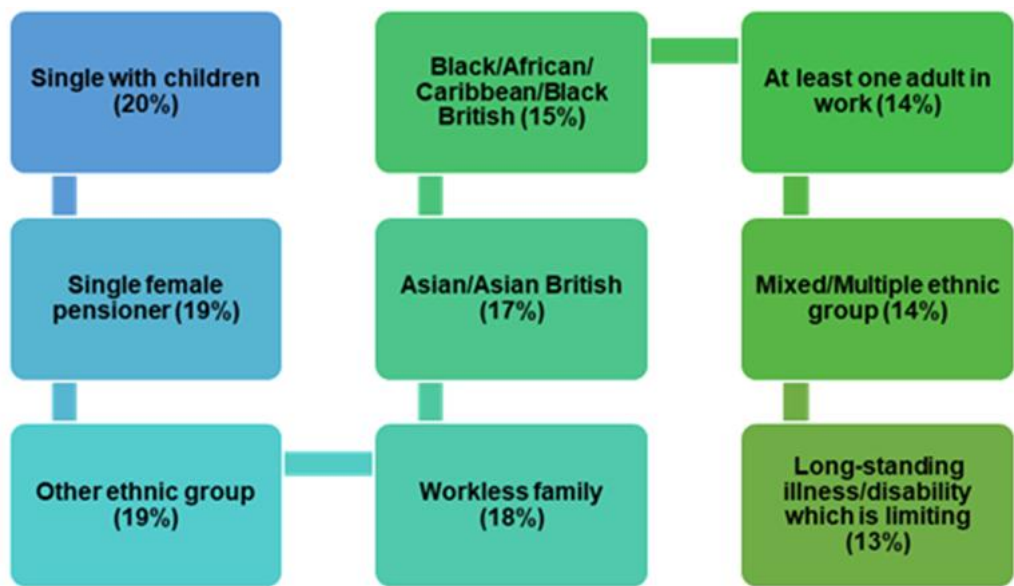 Single with children
(20%)
Single female
pensioner (19%)
Other ethnic group
(19%)
Workless family
(18%)
Asian/Asian British
(17%)
Black/African/
Caribbean/Black
British (15%)
At least one adult in
work (14%)
Mixed/Multiple ethnic
group (14%)
Long-standing
illness/disability
which is limiting
(13%)